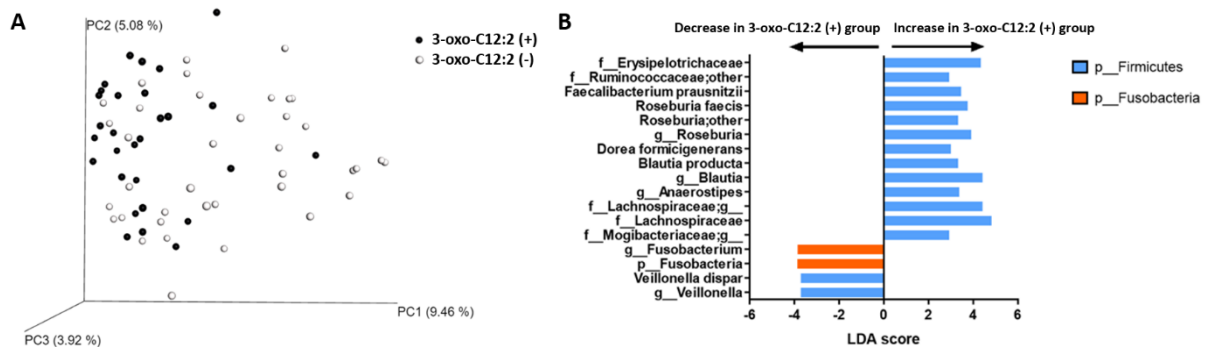 A
PC2 (5.08 %)
3-oxo-C12:2 (+)
3-oxo-C12:2 (-)
PC1 (9.46 %)
PC3 (3.92 %)
B
Decrease in 3-oxo-C12:2 (+) group
Increase in 3-oxo-C12:2 (+) group
f__Erysipelotrichaceae
f__Ruminococcaceae;other
Faecalibacterium prausnitzii
Roseburia faecis
Roseburia;other
g__Roseburia
Dorea formicigenerans
Blautia producta
g__Blautia
g__Anaerostipes
f__Lachnospiraceae;g__
f__Lachnospiraceae
f__Mogibacteriaceae;g__
g__Fusobacterium
p__Fusobacteria
Veillonella dispar
g__Veillonella
-6 -4 -2 0 2 4 6
LDA score
p__Firmicutes
p__Fusobacteria